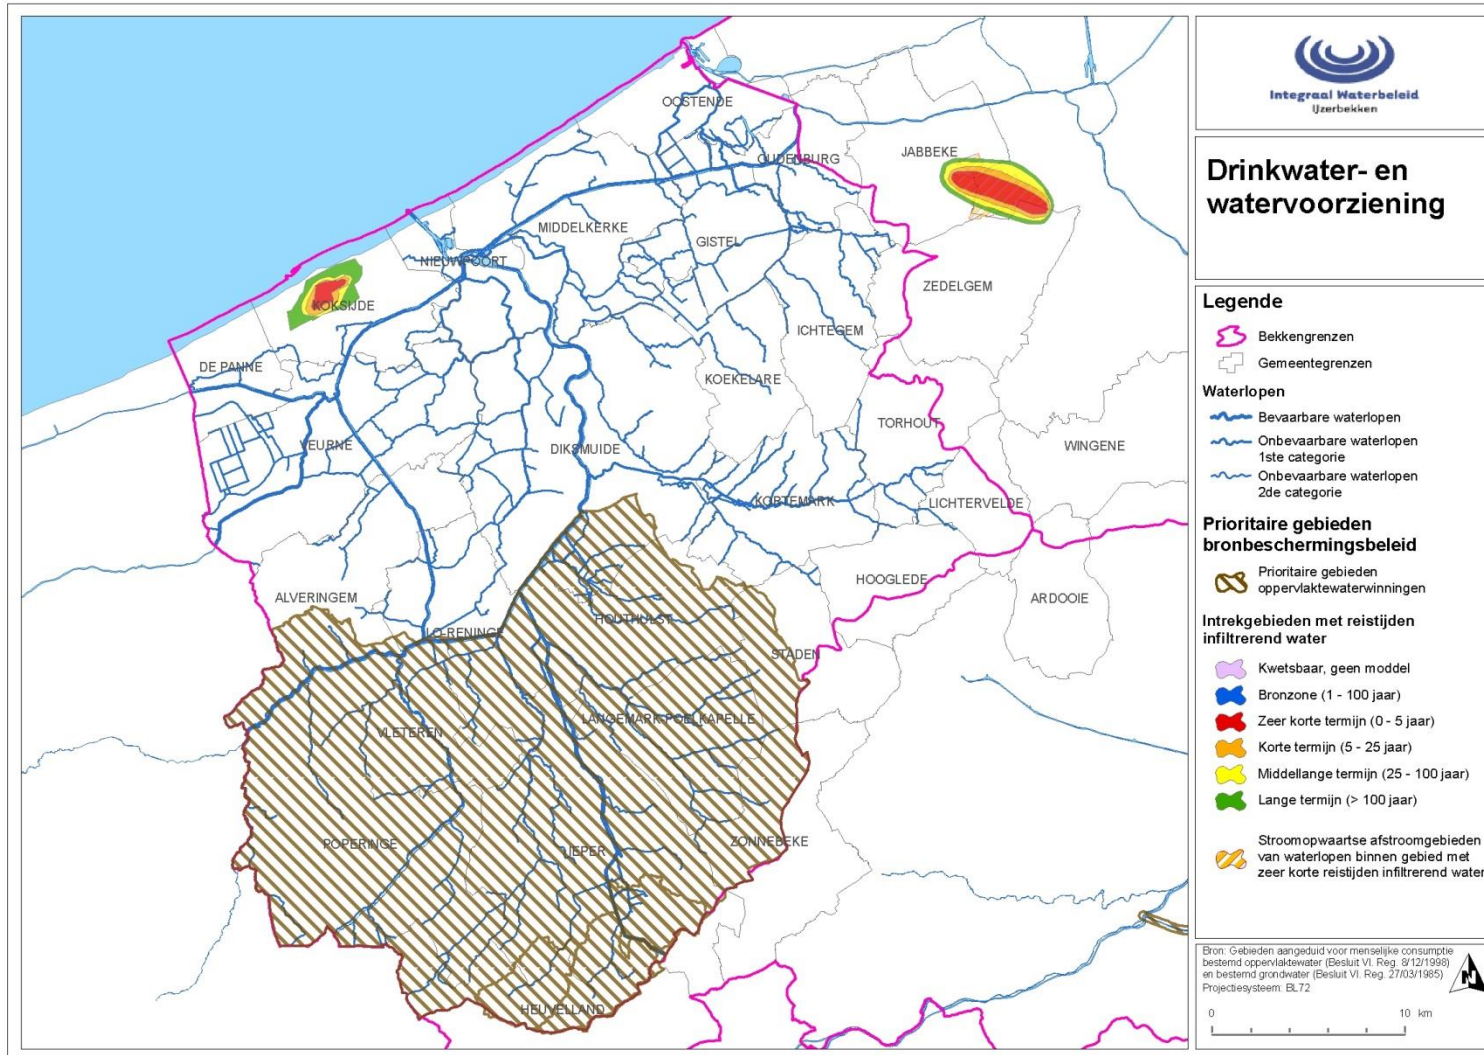 OOSTENDE
JABBEKE
OUDENBURG
MIDDELKERKE
GISTEL
NIEUWPOORT
ZEDELGEM
KOKSIJDE
ICHTEGEM
DE PANNE
KOEKELARE
TORHOUT
VEURNE
DIKSMUIDE
WINGENE
KORTEMARK
LICHTERVELDE
HOOGLEDE
ALVERINGEM
ARDOOIE
HOUTHULST
LO-RENINGE
STADEN
LANGEMARK-POELKAPELLE
VLETEREN
POPERINGE
IEPER
ZONNEBEKE
HEUVELLAND
Integraal Waterbeleid
IJzerbekken
Drinkwater- en
watervoorziening
Legende
Bekkengrenzen
Gemeentegrenzen
Waterlopen
Bevaarbare waterlopen
Onbevaarbare waterlopen
1ste categorie
Onbevaarbare waterlopen
2de categorie
Prioritaire gebieden
bronbeschermingsbeleid
Prioritaire gebieden
oppervlaktewaterwinningen
Intrekgebieden met reistijden
infiltrerend water
Kwetsbaar, geen moddel
Bronzone (1 - 100 jaar)
Zeer korte termijn (0 - 5 jaar)
Korte termijn (5 - 25 jaar)
Middellange termijn (25 - 100 jaar)
Lange termijn (> 100 jaar)
Stroomopwaartse afstroomgebieden
van waterlopen binnen gebied met
zeer korte reistijden infiltrerend water
Bron: Gebieden aangeduid voor menselijke consumptie
bestemd oppervlaktewater (Besluit Vl. Reg. 8/12/1998)
en bestemd grondwater (Besluit Vl. Reg. 27/03/1985)
Projectiesysteem: BL72
N
0 10 km